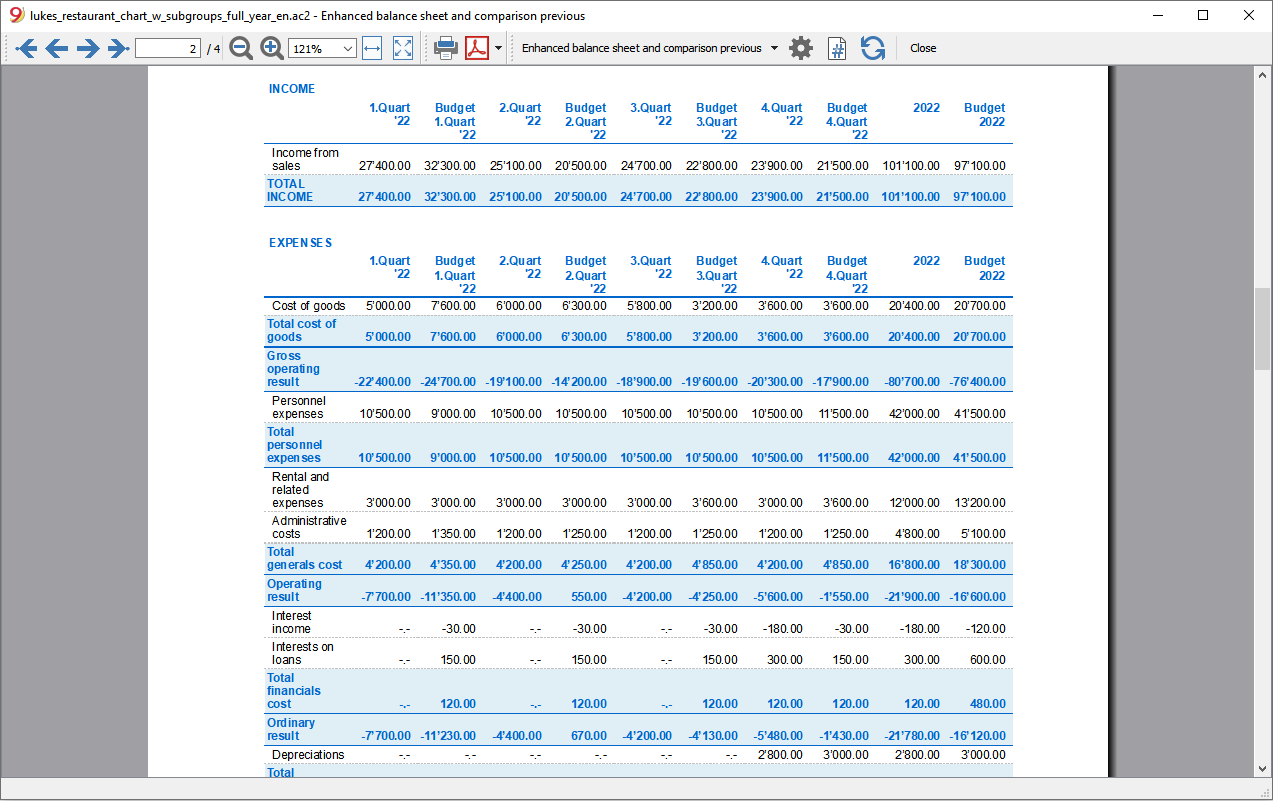 lukes_restaurant_chart_w_subgroups_full_year_en.ac2 - Enhanced balance sheet and comparison previous
2 / 4 121% Enhanced balance sheet and comparison previous # Close
INCOME
1.Quart Budget 2.Quart Budget 3.Quart Budget 4.Quart Budget 2022 Budget
'22 1.Quart '22 2.Quart '22 3.Quart '22 4.Quart 2022
'22 '22 '22 '22
Income from
sales 27'400.00 32'300.00 25'100.00 20'500.00 24'700.00 22'800.00 23'900.00 21'500.00 101'100.00 97'100.00
TOTAL
INCOME 27'400.00 32'300.00 25'100.00 20'500.00 24'700.00 22'800.00 23'900.00 21'500.00 101'100.00 97'100.00
EXPENSES
1.Quart Budget 2.Quart Budget 3.Quart Budget 4.Quart Budget 2022 Budget
'22 1.Quart '22 2.Quart '22 3.Quart '22 4.Quart 2022
'22 '22 '22 '22
Cost of goods 5'000.00 7'600.00 6'000.00 6'300.00 5'800.00 3'200.00 3'600.00 3'600.00 20'400.00 20'700.00
Total cost of
goods 5'000.00 7'600.00 6'000.00 6'300.00 5'800.00 3'200.00 3'600.00 3'600.00 20'400.00 20'700.00
Gross
operating
result -22'400.00 -24'700.00 -19'100.00 -14'200.00 -18'900.00 -19'600.00 -20'300.00 -17'900.00 -80'700.00 -76'400.00
Personnel
expenses 10'500.00 9'000.00 10'500.00 10'500.00 10'500.00 10'500.00 10'500.00 11'500.00 42'000.00 41'500.00
Total
personnel
expenses 10'500.00 9'000.00 10'500.00 10'500.00 10'500.00 10'500.00 10'500.00 11'500.00 42'000.00 41'500.00
Rental and
related
expenses 3'000.00 3'000.00 3'000.00 3'000.00 3'000.00 3'600.00 3'000.00 3'600.00 12'000.00 13'200.00
Administrative
costs 1'200.00 1'350.00 1'200.00 1'250.00 1'200.00 1'250.00 1'200.00 1'250.00 4'800.00 5'100.00
Total
generals cost 4'200.00 4'350.00 4'200.00 4'250.00 4'200.00 4'850.00 4'200.00 4'850.00 16'800.00 18'300.00
Operating
result -7'700.00 -11'350.00 -4'400.00 550.00 -4'200.00 -4'250.00 -5'600.00 -1'550.00 -21'900.00 -16'600.00
Interest
income -.- -30.00 -.- -30.00 -.- -30.00 -180.00 -30.00 -180.00 -120.00
Interests on
loans -.- 150.00 -.- 150.00 -.- 150.00 300.00 150.00 300.00 600.00
Total
financials
cost -.- 120.00 -.- 120.00 -.- 120.00 120.00 120.00 120.00 480.00
Ordinary
result -7'700.00 -11'230.00 -4'400.00 670.00 -4'200.00 -4'130.00 -5'480.00 -1'430.00 -21'780.00 -16'120.00
Depreciations -.- -.- -.- -.- -.- -.- 2'800.00 3'000.00 2'800.00 3'000.00
Total